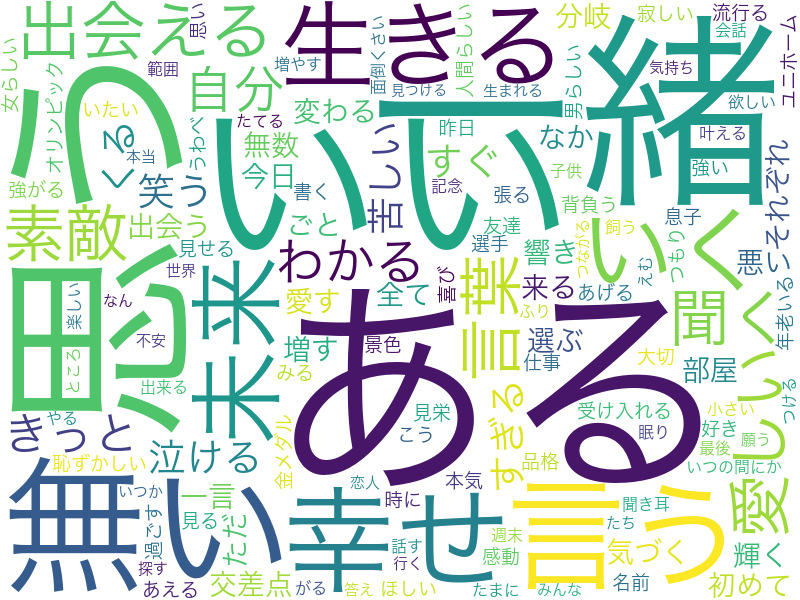 出会える
生きる
一緒
思い
分岐
寂しい
流行る
会話
ユニホーム
女らしい
範囲
オリンピック
増やす
面倒くさい
見つける
人間らしい
生まれる
男らしい
気持ち
欲しい
思う
いい
自分
変わる
いたい
たてる
うわべ
昨日
なか
叶える
くる
本当
無数
すぐ
強い
強がる
笑う
今日
書く
記念
張る
子供
それぞれ
苦しい
素敵
出会う
ごと
友達
背負う
飼う
息子
見せる
選手
響き
つながる
つもり
悪い
いく
わかる
喜び
世界
愛す
全て
来る
あげる
えむ
年老いる
未来
言葉
聞く
しい
楽しい
なん
ふり
増す
景色
選ぶ
不安
ところ
ある
仕事
部屋
大切
みる
出来る
すぎる
つける
やる
見栄
受け入れる
小さい
きっと
こう
眠り
好き
恥ずかしい
泣ける
金メダル
品格
最後
願う
いつの間にか
無い
幸せ
言う
愛
恋人
本気
いつか
一言
時に
聞き耳
過ごす
見る
ただ
たち
輝く
週末
探す
話す
感動
気づく
あえる
交差点
がる
行く
答え
ほしい
たまに
みんな
名前
初めて